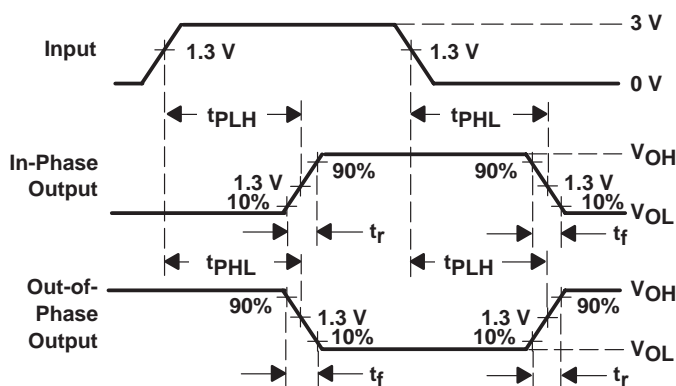 3 V
Input
1.3 V
1.3 V
0 V
tPLH
tPHL
VOH
In-Phase
Output
90%
90%
1.3 V
1.3 V
10%
10%
VOL
tr
tf
tPHL
tPLH
Out-of-
Phase
Output
VOH
90%
90%
1.3 V
1.3 V
10%
10%
VOL
tf
tr